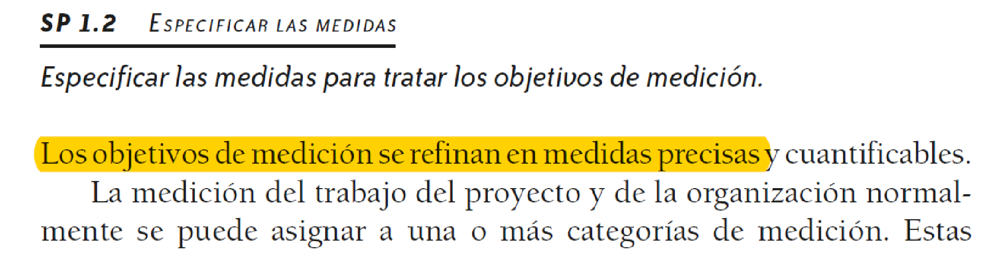 SP 1.2 ESPECIFICAR LAS MEDIDAS
Especificar las medidas para tratar los objetivos de medición.
Los objetivos de medición se refinan en medidas precisas y cuantificables.
La medición del trabajo del proyecto y de la organización normal-
mente se puede asignar a una o más categorías de medición. Estas